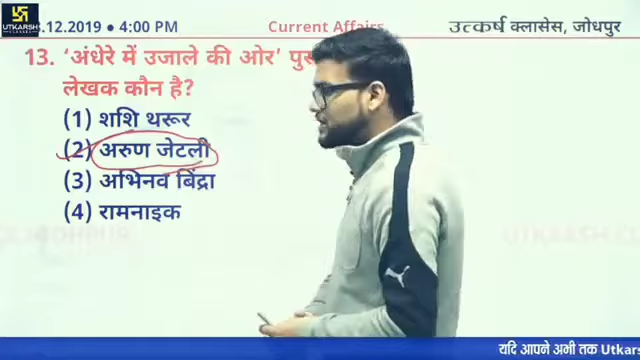 UTKARSH
.12.2019 ● 4:00 PM Current Affairs उत्कर्ष क्लासेस, जोधपुर
13. ‘अंधेरे में उजाले की ओर’
लेखक कौन है?
(1) शशि थरूर
(2) अरुण जेटली
(3) अभिनव बिंद्रा
(4) रामनाइक
यदि आपने अभी तक Utkars